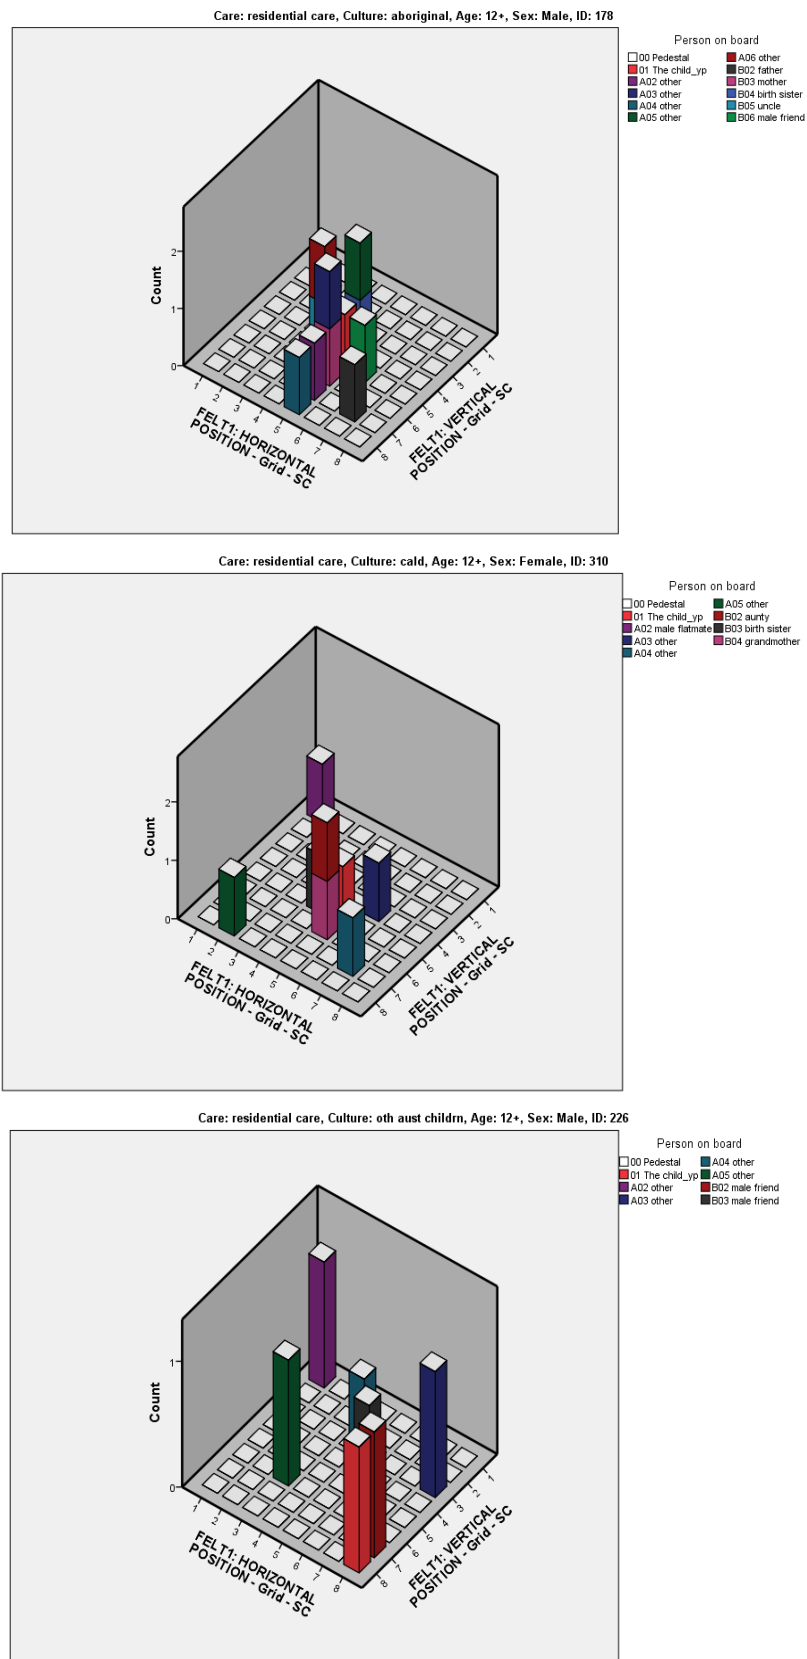 Care: residential care, Culture: aboriginal, Age: 12+, Sex: Male, ID: 178
Person on board
00 Pedestal
01 The child_yp
A02 other
A03 other
A04 other
A05 other
A06 other
B02 father
B03 mother
B04 birth sister
B05 uncle
B06 male friend
Count
2
1
0
1
2
3
4
5
6
7
8
FELT1: HORIZONTAL
POSITION - Grid - SC
8
7
6
5
4
3
2
1
FELT1: VERTICAL
POSITION - Grid - SC
Care: residential care, Culture: cald, Age: 12+, Sex: Female, ID: 310
Person on board
00 Pedestal
01 The child_yp
A02 male flatmate
A03 other
A04 other
A05 other
B02 aunty
B03 birth sister
B04 grandmother
Count
2
1
0
1
2
3
4
5
6
7
8
FELT1: HORIZONTAL
POSITION - Grid - SC
8
7
6
5
4
3
2
1
FELT1: VERTICAL
POSITION - Grid - SC
Care: residential care, Culture: oth aust childrn, Age: 12+, Sex: Male, ID: 226
Person on board
00 Pedestal
01 The child_yp
A02 other
A03 other
A04 other
A05 other
B02 male friend
B03 male friend
Count
1
0
1
2
3
4
5
6
7
8
FELT1: HORIZONTAL
POSITION - Grid - SC
8
7
6
5
4
3
2
1
FELT1: VERTICAL
POSITION - Grid - SC